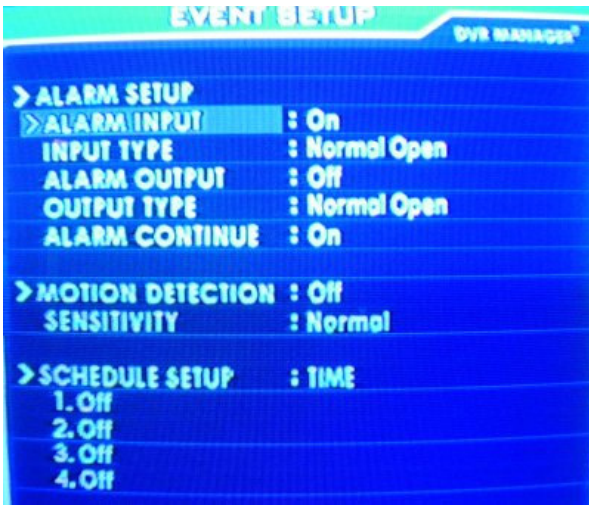 EVENT SETUP
DVR MANAGER®
> ALARM SETUP
>ALARM INPUT : On
INPUT TYPE : Normal Open
ALARM OUTPUT : Off
OUTPUT TYPE : Normal Open
ALARM CONTINUE : On
>MOTION DETECTION : Off
SENSITIVITY : Normal
>SCHEDULE SETUP : TIME
1. Off
2. Off
3. Off
4. Off